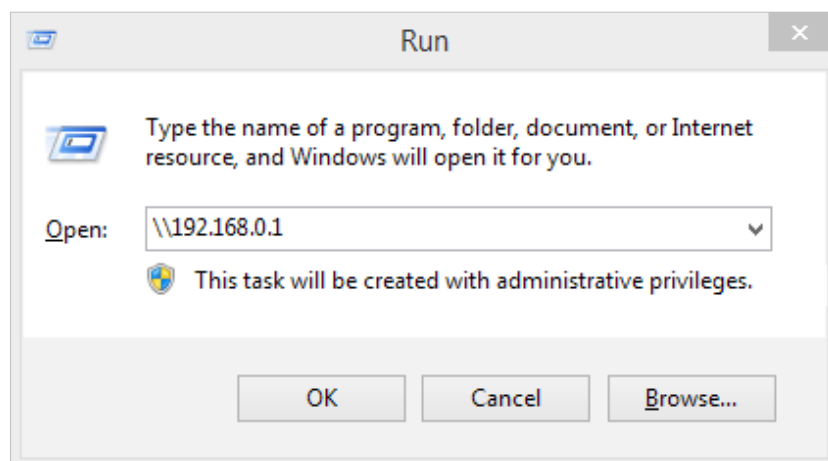 Run
Type the name of a program, folder, document, or Internet
resource, and Windows will open it for you.
Open: \\192.168.0.1
This task will be created with administrative privileges.
OK Cancel Browse...